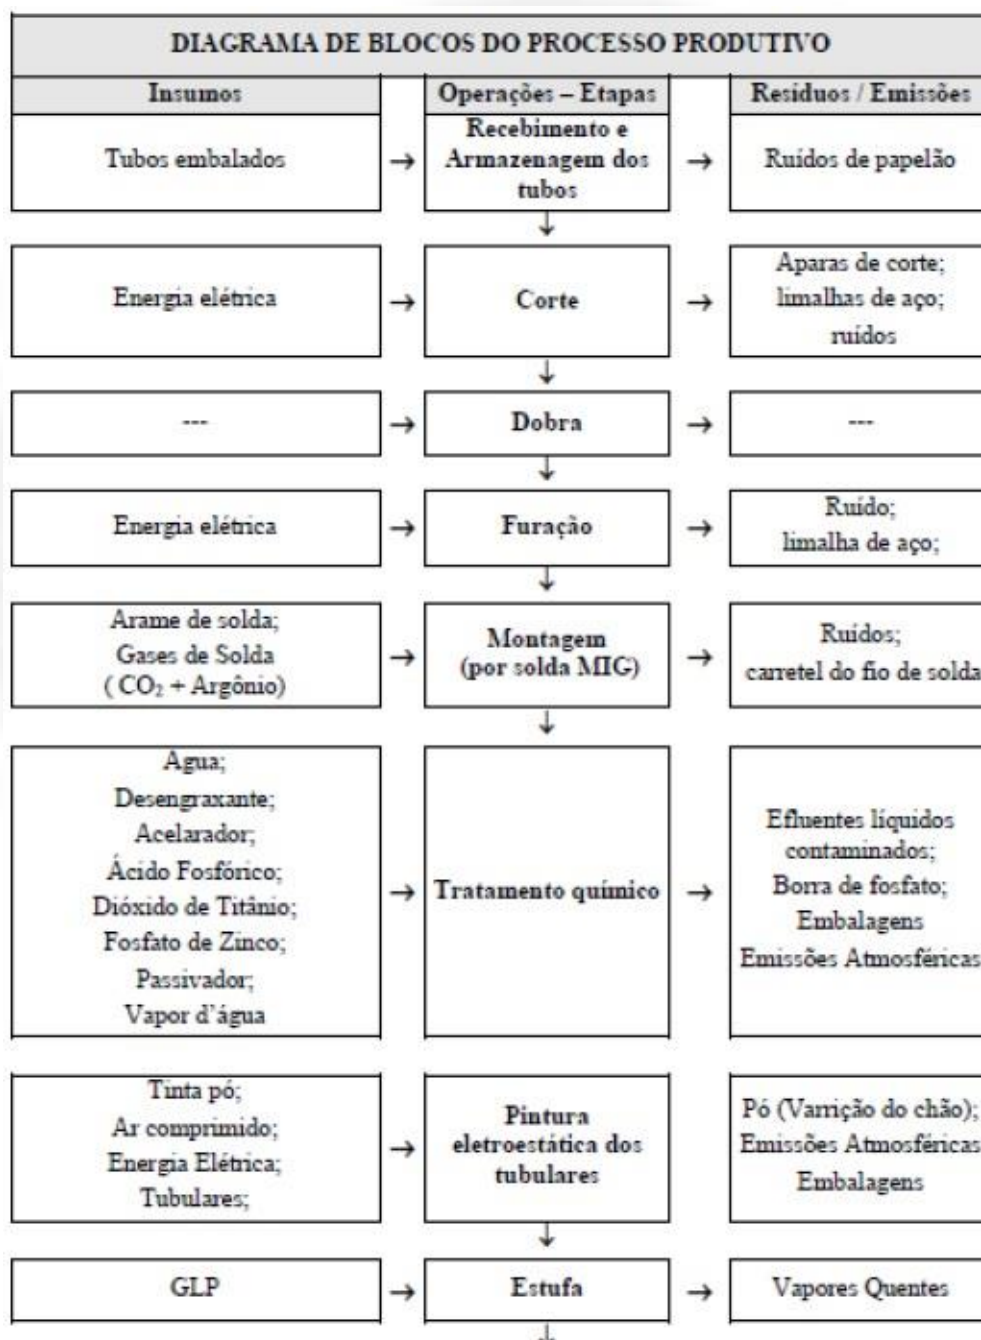 DIAGRAMA DE BLOCOS DO PROCESSO PRODUTIVO
Insumos
Operações – Etapas
Resíduos / Emissões
Tubos embalados
→
Recebimento e
Armazenagem dos
tubos
→
Ruídos de papelão
↓
Energia elétrica
→
Corte
→
Aparas de corte;
limalhas de aço;
ruídos
↓
---
→
Dobra
→
---
↓
Energia elétrica
→
Furação
→
Ruído;
limalha de aço;
↓
Arame de solda;
Gases de Solda
( CO₂ + Argônio)
→
Montagem
(por solda MIG)
→
Ruídos;
carretel do fio de solda
↓
Agua;
Desengraxante;
Acelarador;
Ácido Fosfórico;
Dióxido de Titânio;
Fosfato de Zinco;
Passivador;
Vapor d’água
→
Tratamento químico
→
Efluentes líquidos
contaminados;
Borra de fosfato;
Embalagens
Emissões Atmosféricas
Tinta pó;
Ar comprimido;
Energia Elétrica;
Tubulares;
→
Pintura
eletroestática dos
tubulares
→
Pó (Varrição do chão);
Emissões Atmosféricas
Embalagens
↓
GLP
→
Estufa
→
Vapores Quentes
↓